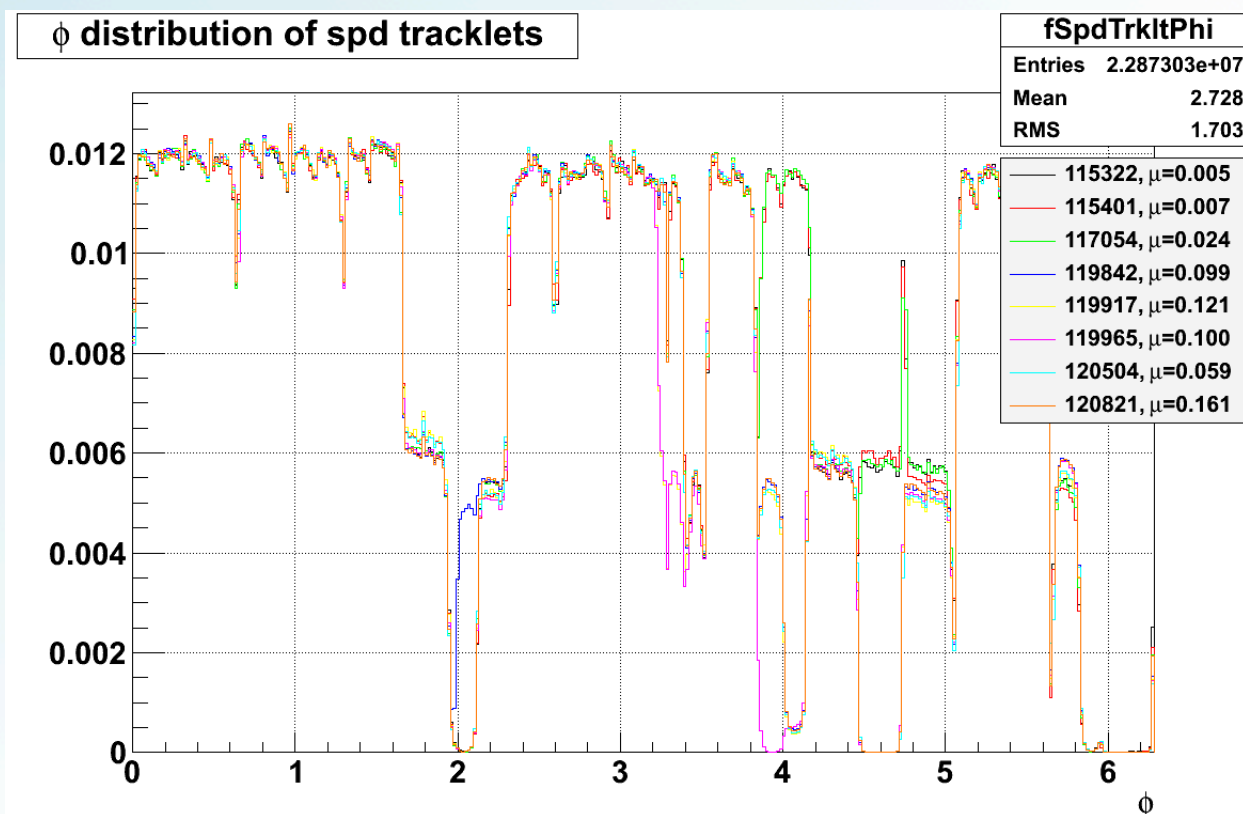 ϕ distribution of spd tracklets
fSpdTrkltPhi
Entries 2.287303e+07
Mean 2.728
RMS 1.703
115322, μ=0.005
115401, μ=0.007
117054, μ=0.024
119842, μ=0.099
119917, μ=0.121
119965, μ=0.100
120504, μ=0.059
120821, μ=0.161
0.012
0.01
0.008
0.006
0.004
0.002
0
0 1 2 3 4 5 6
ϕ